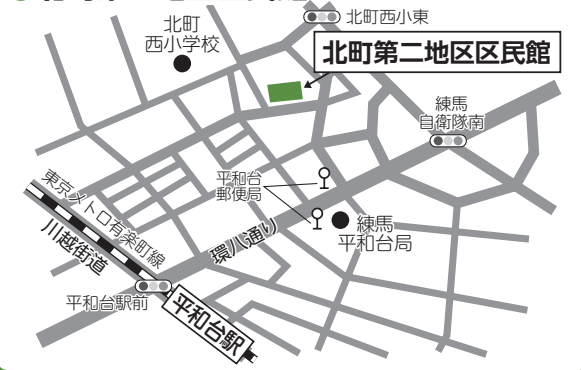 北町西小東
北町
西小学校
北町第二地区区民館
練馬
自衛隊南
平和台
郵便局
練馬
平和台局
環八通り
東京メトロ有楽町線
川越街道
平和台駅前
平和台駅